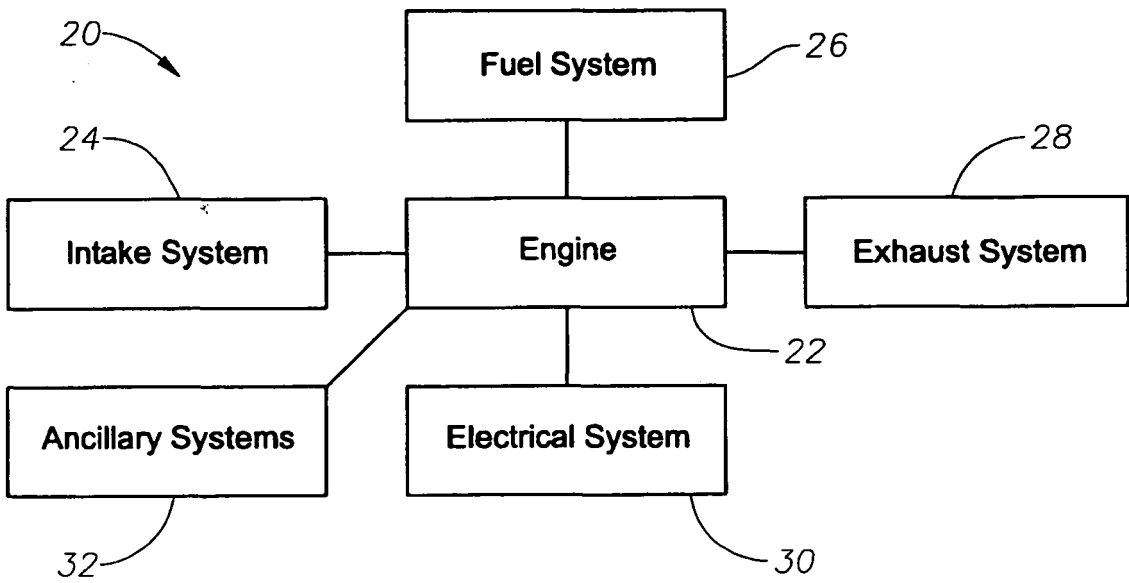 20
Fuel System
26
24
28
Intake System
Engine
Exhaust System
22
Ancillary Systems
Electrical System
32
30